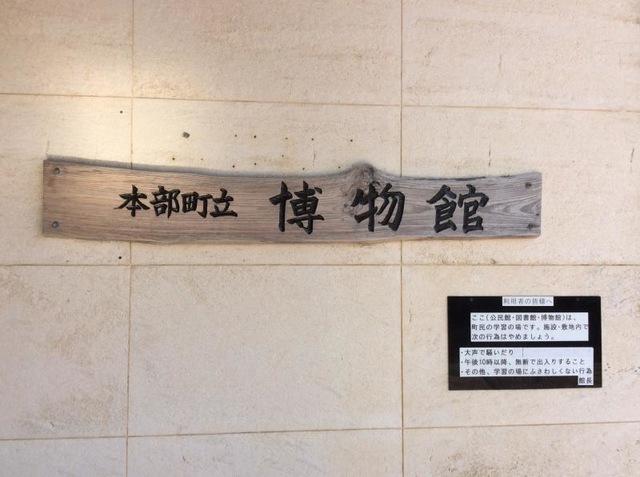 本部町立 博物館
利用者の皆様へ
ここ(公民館・図書館・博物館)は、
町民の学習の場です。施設・敷地内で
次の行為はやめましょう。
・大声で騒いだり
・午後10時以降、無断で出入りすること
・その他、学習の場にふさわしくない行為
館長